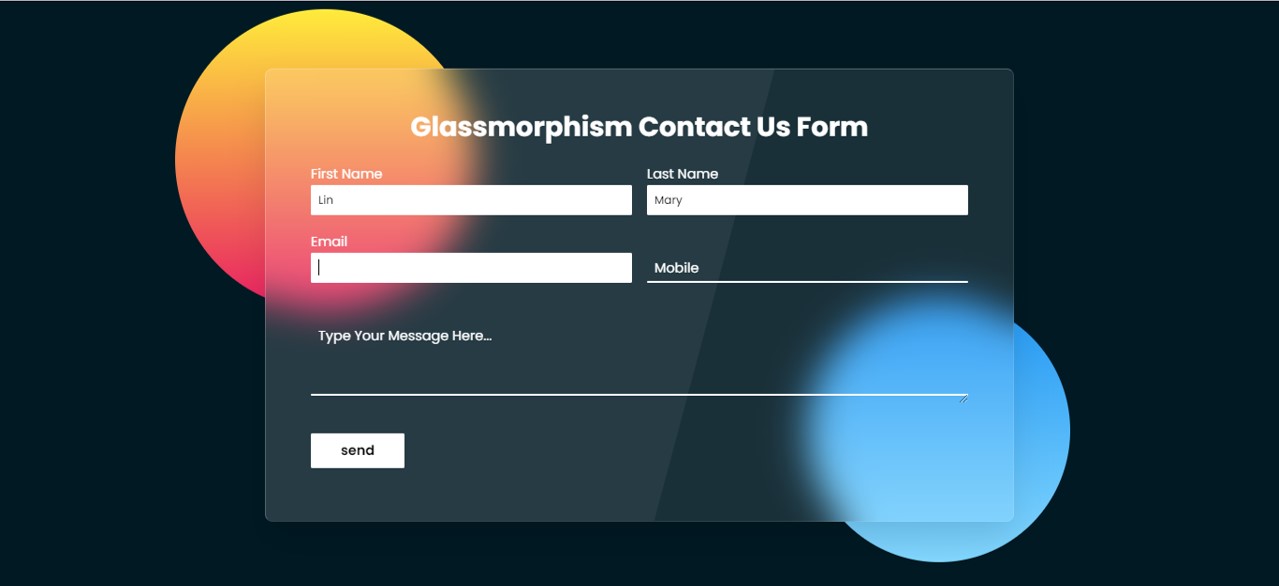 Glassmorphism Contact Us Form
First Name
Last Name
Lin
Mary
Email
Mobile
Type Your Message Here...
send